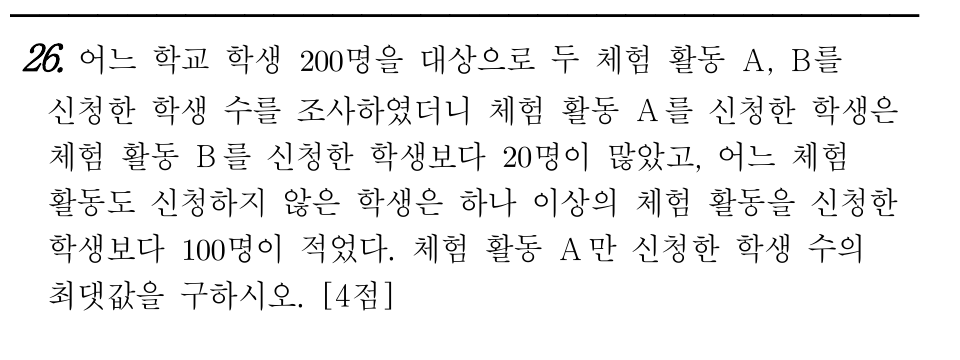 26. 어느 학교 학생 200명을 대상으로 두 체험 활동 A, B를
신청한 학생 수를 조사하였더니 체험 활동 A를 신청한 학생은
체험 활동 B를 신청한 학생보다 20명이 많았고, 어느 체험
활동도 신청하지 않은 학생은 하나 이상의 체험 활동을 신청한
학생보다 100명이 적었다. 체험 활동 A만 신청한 학생 수의
최댓값을 구하시오. [4점]